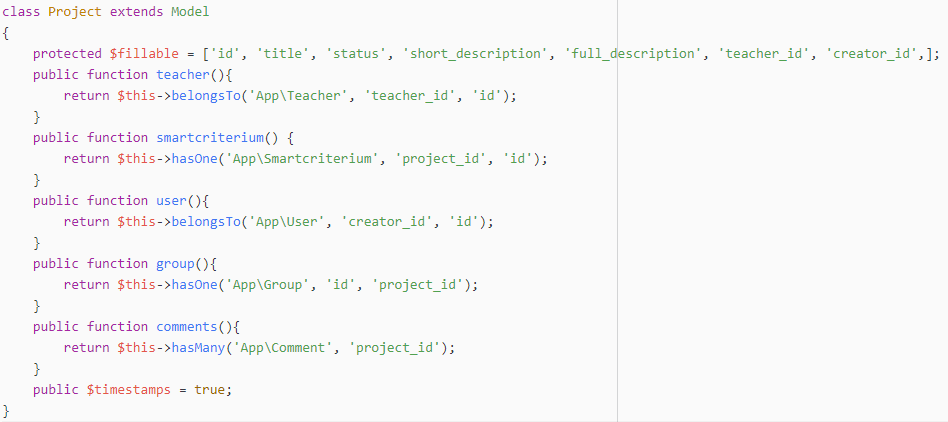 class Project extends Model
{
    protected $fillable = ['id', 'title', 'status', 'short_description', 'full_description', 'teacher_id', 'creator_id',];
    public function teacher(){
        return $this->belongsTo('App\Teacher', 'teacher_id', 'id');
    }
    public function smartcriterium() {
        return $this->hasOne('App\Smartcriterium', 'project_id', 'id');
    }
    public function user(){
        return $this->belongsTo('App\User', 'creator_id', 'id');
    }
    public function group(){
        return $this->hasOne('App\Group', 'id', 'project_id');
    }
    public function comments(){
        return $this->hasMany('App\Comment', 'project_id');
    }
    public $timestamps = true;
}